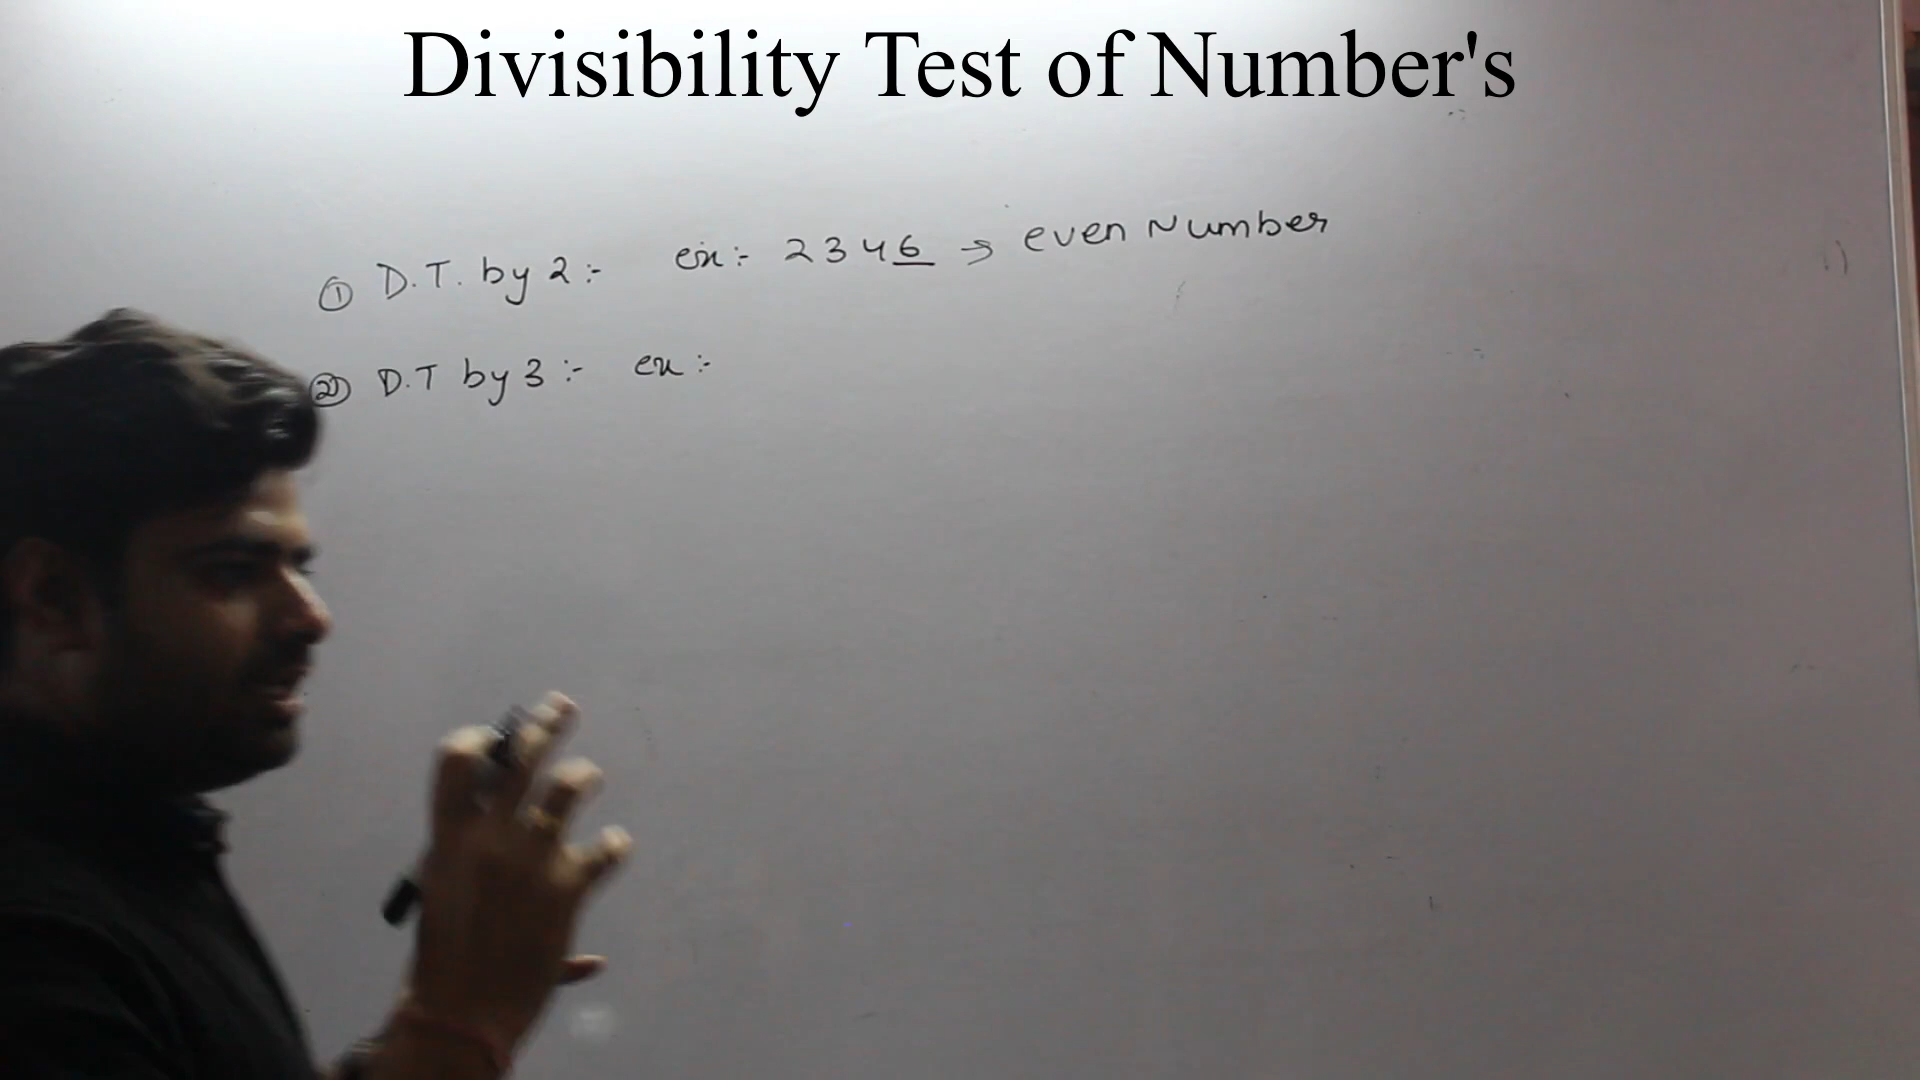 Divisibility Test of Number's
① D.T. by 2 :- ex :- 2346 → even Number
② D.T by 3 :- ex :-